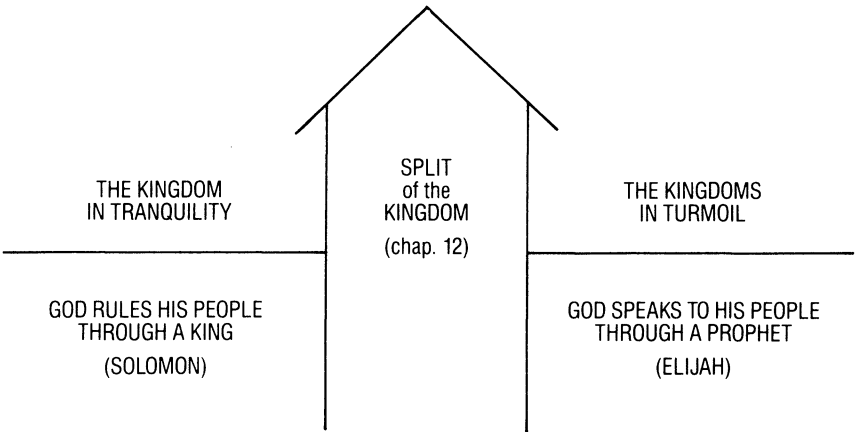 THE KINGDOM
IN TRANQUILITY
GOD RULES HIS PEOPLE
THROUGH A KING
(SOLOMON)
SPLIT
of the
KINGDOM
(chap. 12)
THE KINGDOMS
IN TURMOIL
GOD SPEAKS TO HIS PEOPLE
THROUGH A PROPHET
(ELIJAH)